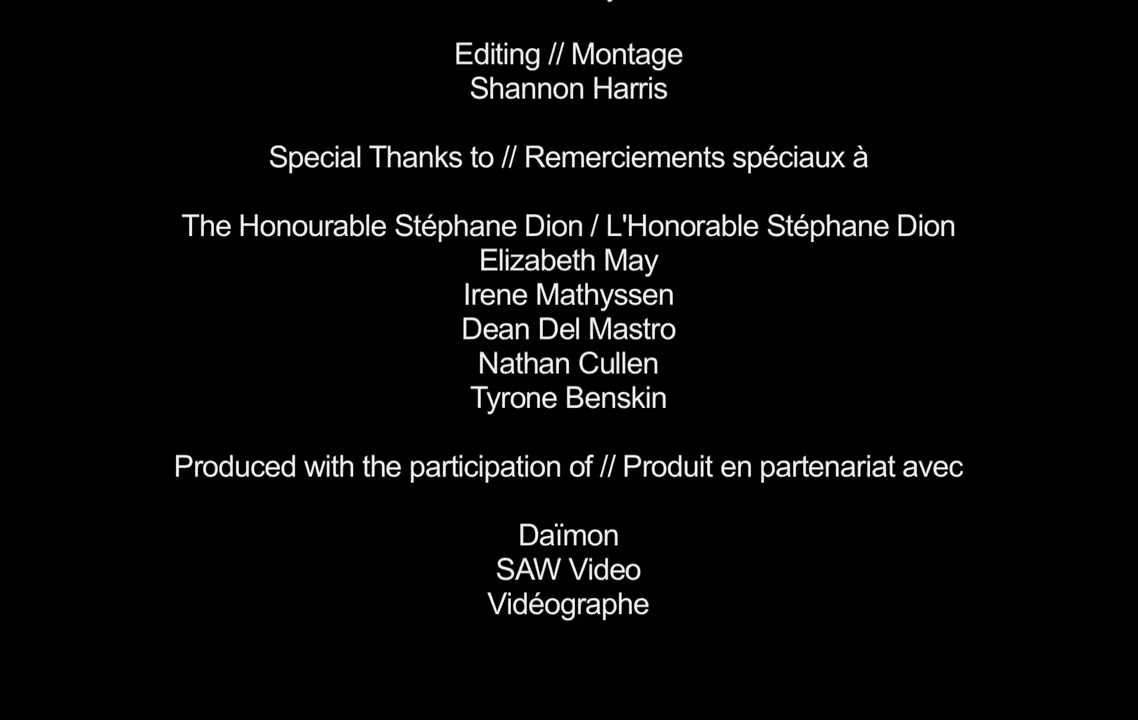 Editing // Montage
Shannon Harris
Special Thanks to // Remerciements spéciaux à
The Honourable Stéphane Dion / L'Honorable Stéphane Dion
Elizabeth May
Irene Mathyssen
Dean Del Mastro
Nathan Cullen
Tyrone Benskin
Produced with the participation of // Produit en partenariat avec
Daïmon
SAW Video
Vidéographe